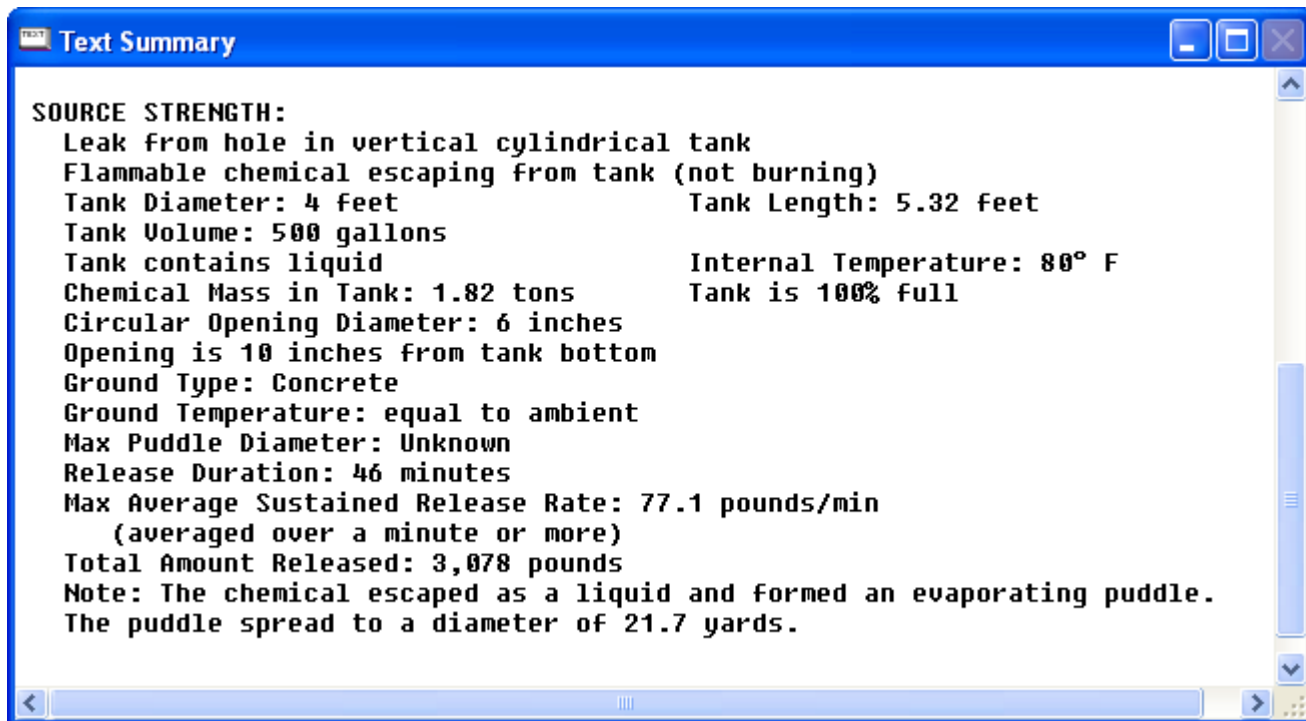 Text Summary
SOURCE STRENGTH:
Leak from hole in vertical cylindrical tank
Flammable chemical escaping from tank (not burning)
Tank Diameter: 4 feet Tank Length: 5.32 feet
Tank Volume: 500 gallons
Tank contains liquid Internal Temperature: 80° F
Chemical Mass in Tank: 1.82 tons Tank is 100% full
Circular Opening Diameter: 6 inches
Opening is 10 inches from tank bottom
Ground Type: Concrete
Ground Temperature: equal to ambient
Max Puddle Diameter: Unknown
Release Duration: 46 minutes
Max Average Sustained Release Rate: 77.1 pounds/min
(averaged over a minute or more)
Total Amount Released: 3,078 pounds
Note: The chemical escaped as a liquid and formed an evaporating puddle.
The puddle spread to a diameter of 21.7 yards.